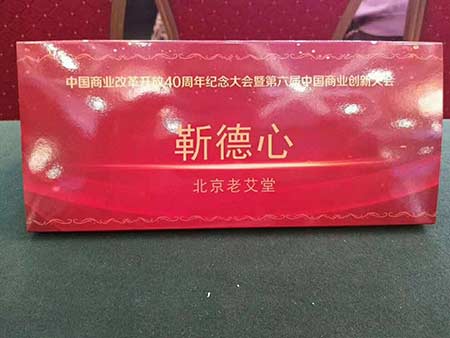 中国商业改革开放40周年纪念大会暨第六届中国商业创新大会
靳德心
北京老艾堂